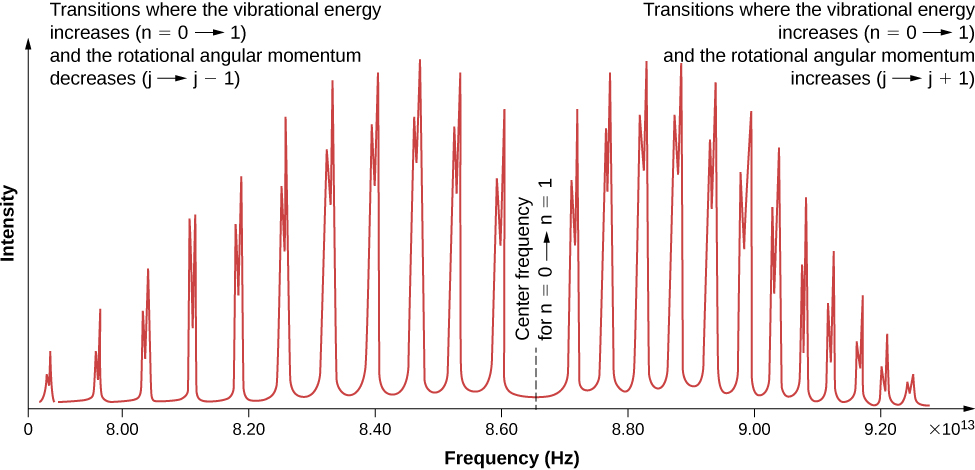 Transitions where the vibrational energy
increases (n = 0 ⟶ 1)
and the rotational angular momentum
decreases (j ⟶ j − 1)
Transitions where the vibrational energy
increases (n = 0 ⟶ 1)
and the rotational angular momentum
increases (j ⟶ j + 1)
Intensity
Center frequency
for n = 0 ⟶ n = 1
0 8.00 8.20 8.40 8.60 8.80 9.00 9.20 ×10¹³
Frequency (Hz)